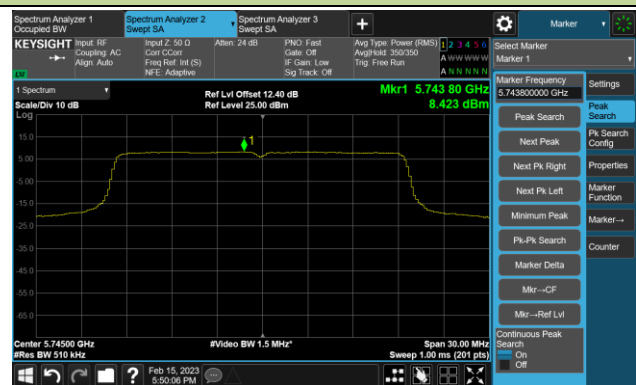 Spectrum Analyzer 1
Occupied BW
Spectrum Analyzer 2
Swept SA
Spectrum Analyzer 3
Swept SA
Marker
KEYSIGHT
Input: RF
Coupling: AC
Align: Auto
Input Z: 50 Ω
Corr CCorr
Freq Ref: Int (S)
NFE: Adaptive
Atten: 24 dB
PNO: Fast
Gate: Off
IF Gain: Low
Sig Track: Off
Avg Type: Power (RMS)
Avg|Hold: 350/350
Trig: Free Run
1 2 3 4 5 6
A W W W W W
A N N N N N
LW
Select Marker
Marker 1
1 Spectrum
Scale/Div 10 dB
Log
Ref Lvl Offset 12.40 dB
Ref Level 25.00 dBm
Mkr1 5.743 80 GHz
8.423 dBm
15.0
5.00
-5.00
-15.0
-25.0
-35.0
-45.0
-55.0
-65.0
1
Center 5.74500 GHz
#Res BW 510 kHz
#Video BW 1.5 MHz*
Span 30.00 MHz
Sweep 1.00 ms (201 pts)
Marker Frequency
5.743800000 GHz
Peak Search
Next Peak
Next Pk Right
Next Pk Left
Minimum Peak
Pk-Pk Search
Marker Delta
Mkr→CF
Mkr→Ref Lvl
Continuous Peak
Search
On
Off
Settings
Peak
Search
Pk Search
Config
Properties
Marker
Function
Marker→
Counter
?
Feb 15, 2023
5:50:06 PM